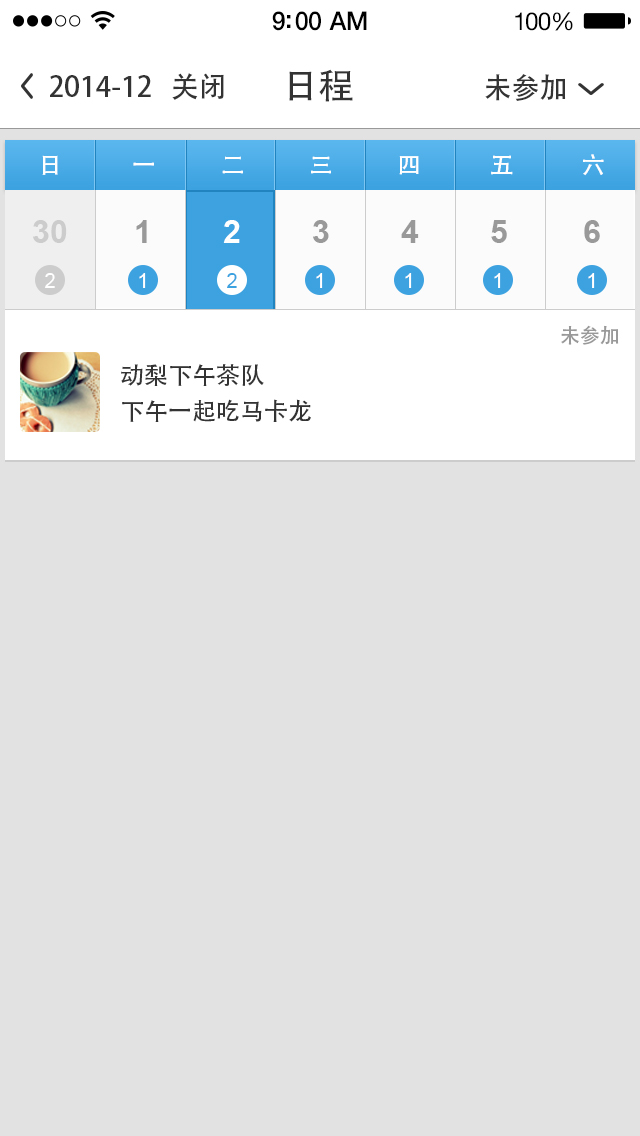 9:00 AM 100%
2014-12 关闭 日程 未参加
日 一 二 三 四 五 六
30 1 2 3 4 5 6
2 1 2 1 1 1 1
未参加
动梨下午茶队
下午一起吃马卡龙